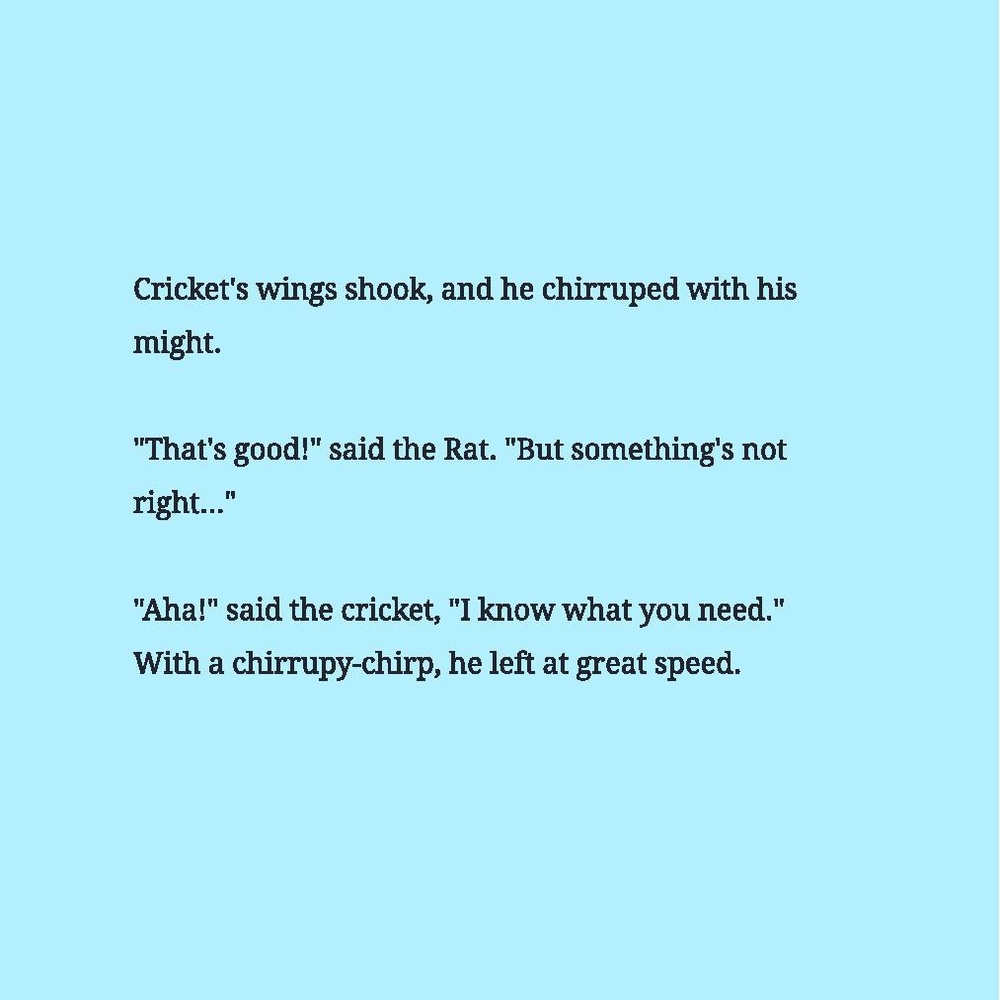 Cricket's wings shook, and he chirruped with his
might.
"That's good!" said the Rat. "But something's not
right..."
"Aha!" said the cricket, "I know what you need."
With a chirrupy-chirp, he left at great speed.